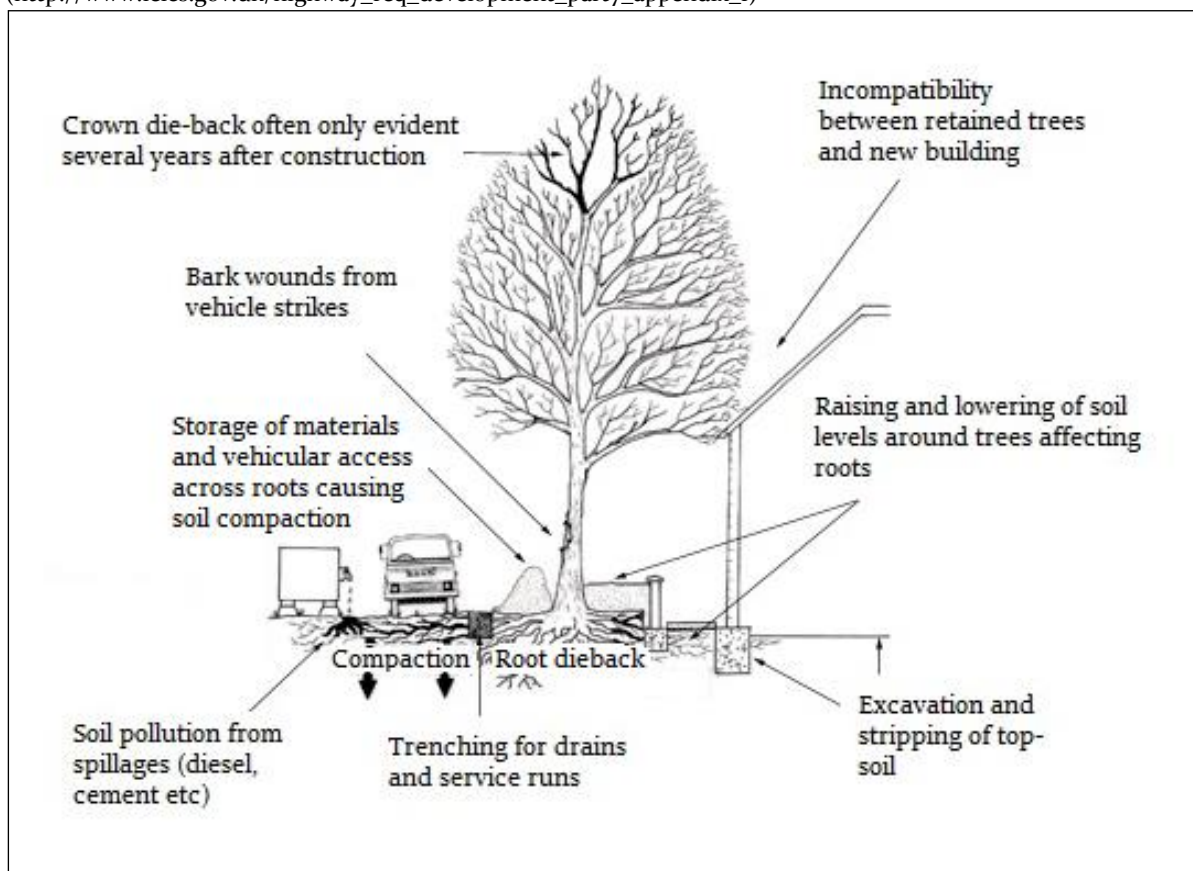 Crown die-back often only evident
several years after construction
Incompatibility
between retained trees
and new building
Bark wounds from
vehicle strikes
Storage of materials
and vehicular access
across roots causing
soil compaction
Raising and lowering of soil
levels around trees affecting
roots
Compaction
Root dieback
Soil pollution from
spillages (diesel,
cement etc)
Trenching for drains
and service runs
Excavation and
stripping of top-
soil